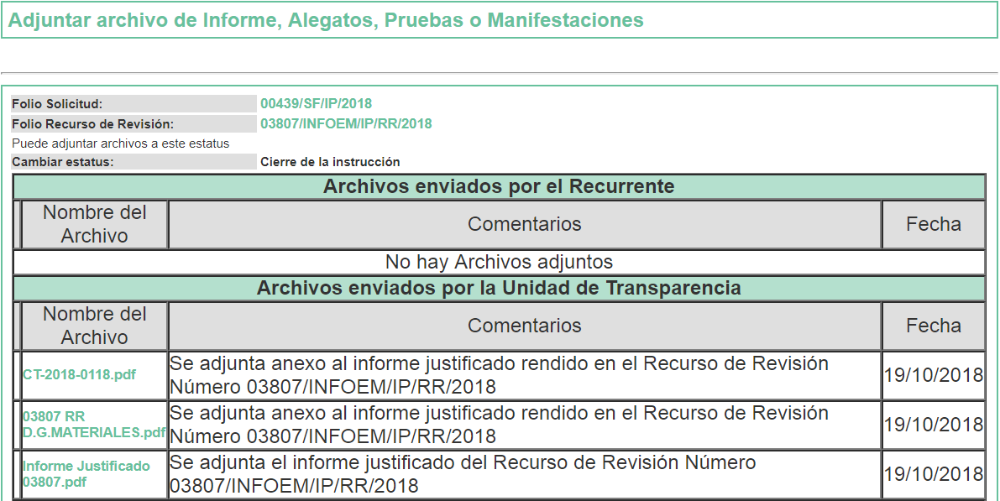 Adjuntar archivo de Informe, Alegatos, Pruebas o Manifestaciones
Folio Solicitud: 00439/SF/IP/2018
Folio Recurso de Revisión: 03807/INFOEM/IP/RR/2018
Puede adjuntar archivos a este estatus
Cambiar estatus: Cierre de la instrucción
Archivos enviados por el Recurrente
Nombre del
Archivo
Comentarios
Fecha
No hay Archivos adjuntos
Archivos enviados por la Unidad de Transparencia
Nombre del
Archivo
Comentarios
Fecha
CT-2018-0118.pdf
Se adjunta anexo al informe justificado rendido en el Recurso de Revisión
Número 03807/INFOEM/IP/RR/2018
19/10/2018
03807 RR
D.G.MATERIALES.pdf
Se adjunta anexo al informe justificado rendido en el Recurso de Revisión
Número 03807/INFOEM/IP/RR/2018
19/10/2018
Informe Justificado
03807.pdf
Se adjunta el informe justificado del Recurso de Revisión Número
03807/INFOEM/IP/RR/2018
19/10/2018